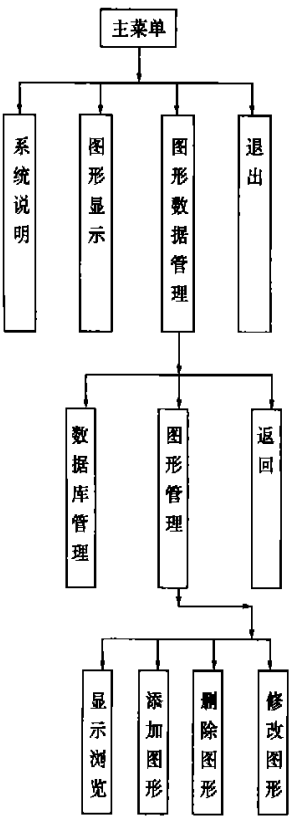 主菜单
系统说明
图形显示
图形数据管理
退出
数据库管理
图形管理
返回
显示浏览
添加图形
删除图形
修改图形